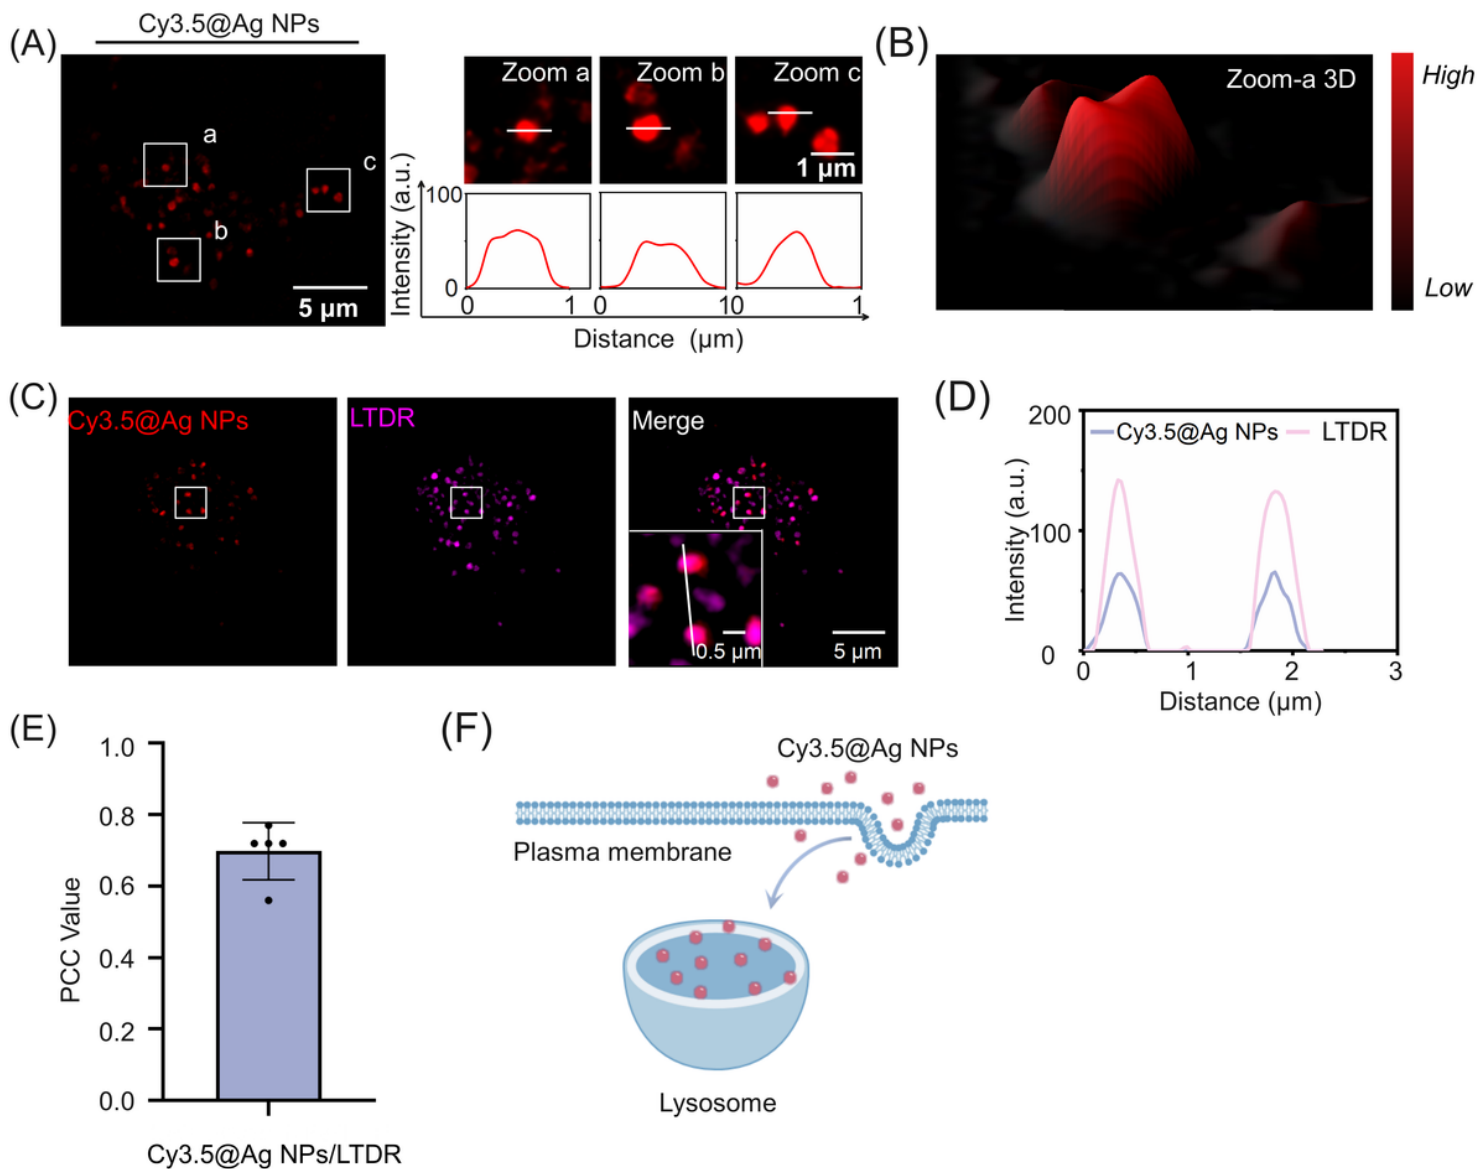 (A)
Cy3.5@Ag NPs
a
b
c
5 µm
Zoom a
Zoom b
Zoom c
1 µm
Intensity (a.u.)
100
0
0 1
0 10
1
Distance (µm)
(B)
Zoom-a 3D
High
Low
(C)
Cy3.5@Ag NPs
LTDR
Merge
0.5 µm
5 µm
(D)
Cy3.5@Ag NPs
LTDR
Intensity (a.u.)
200
100
0
0 1 2 3
Distance (µm)
(E)
PCC Value
1.0
0.8
0.6
0.4
0.2
0.0
Cy3.5@Ag NPs/LTDR
(F)
Cy3.5@Ag NPs
Plasma membrane
Lysosome